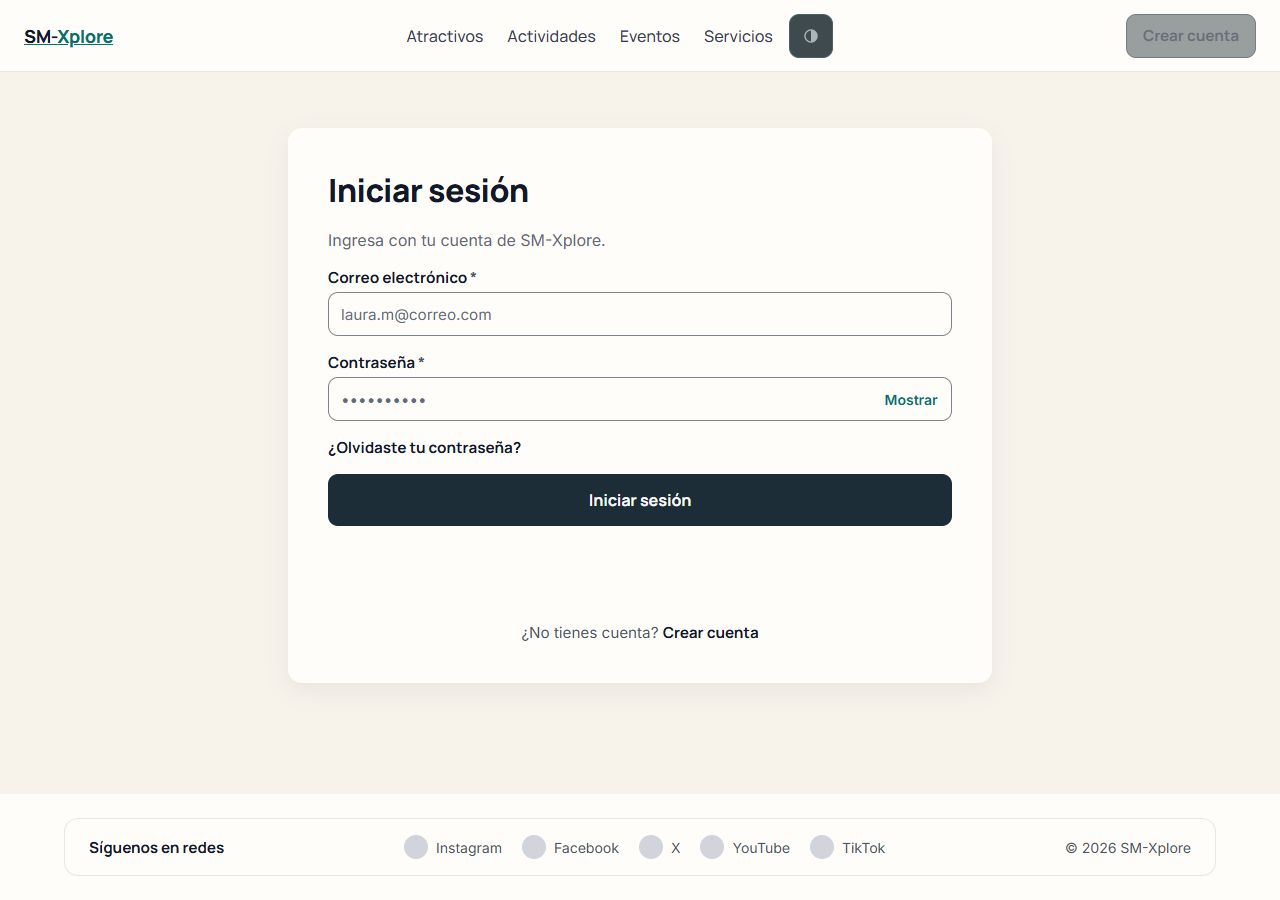 SM-Xplore
Atractivos Actividades Eventos Servicios
Crear cuenta
Iniciar sesión
Ingresa con tu cuenta de SM-Xplore.
Correo electrónico *
laura.m@correo.com
Contraseña *
•••••••••• Mostrar
¿Olvidaste tu contraseña?
Iniciar sesión
¿No tienes cuenta? Crear cuenta
Síguenos en redes Instagram Facebook X YouTube TikTok © 2026 SM-Xplore